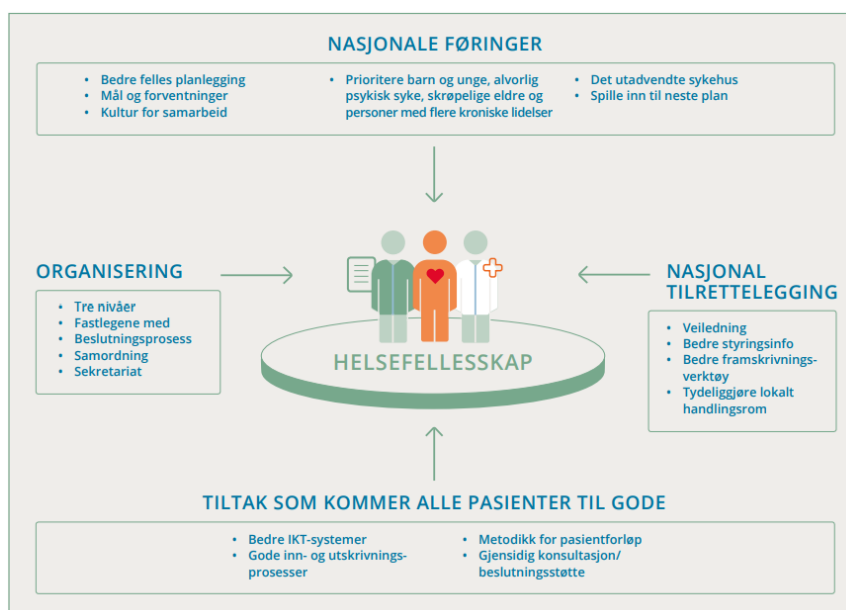 NASJONALE FØRINGER
• Bedre felles planlegging
• Mål og forventninger
• Kultur for samarbeid
• Prioritere barn og unge, alvorlig
psykisk syke, skrøpelige eldre og
personer med flere kroniske lidelser
• Det utadvendte sykehus
• Spille inn til neste plan
ORGANISERING
• Tre nivåer
• Fastlegene med
• Beslutningsprosess
• Samordning
• Sekretariat
HELSEFELLESSKAP
NASJONAL
TILRETTELEGGING
• Veiledning
• Bedre styringsinfo
• Bedre framskrivnings-
verktøy
• Tydeliggjøre lokalt
handlingsrom
TILTAK SOM KOMMER ALLE PASIENTER TIL GODE
• Bedre IKT-systemer
• Gode inn- og utskrivnings-
prosesser
• Metodikk for pasientforløp
• Gjensidig konsultasjon/
beslutningsstøtte